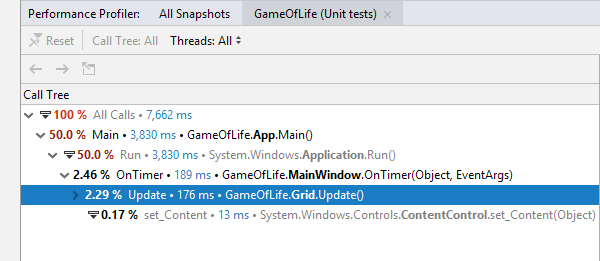 Performance Profiler: All Snapshots GameOfLife (Unit tests) ×
Reset Call Tree: All Threads: All
Call Tree
100 % All Calls • 7,662 ms
50.0 % Main • 3,830 ms • GameOfLife.App.Main()
50.0 % Run • 3,830 ms • System.Windows.Application.Run()
2.46 % OnTimer • 189 ms • GameOfLife.MainWindow.OnTimer(Object, EventArgs)
2.29 % Update • 176 ms • GameOfLife.Grid.Update()
0.17 % set_Content • 13 ms • System.Windows.Controls.ContentControl.set_Content(Object)